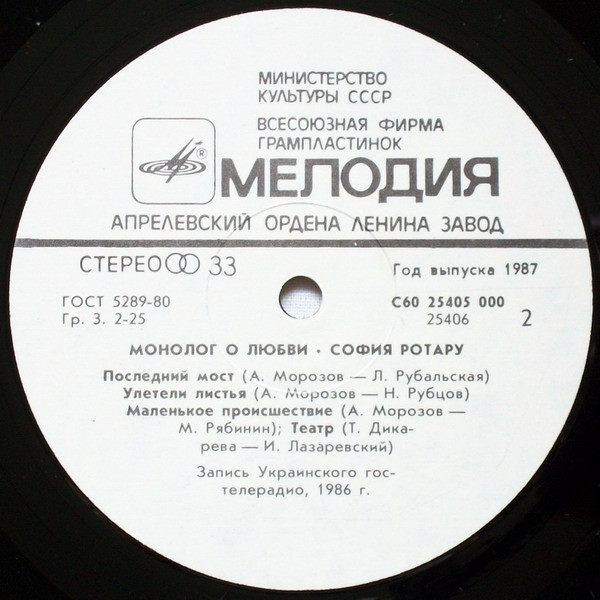 МИНИСТЕРСТВО
КУЛЬТУРЫ СССР
ВСЕСОЮЗНАЯ ФИРМА
ГРАМПЛАСТИНОК
®
МЕЛОДИЯ
АПРЕЛЕВСКИЙ ОРДЕНА ЛЕНИНА ЗАВОД
СТЕРЕО 33
Год выпуска 1987
ГОСТ 5289-80
С60 25405 000
Гр. 3. 2-25
25406
2
МОНОЛОГ О ЛЮБВИ · СОФИЯ РОТАРУ
Последний мост (А. Морозов — Л. Рубальская)
Улетели листья (А. Морозов — Н. Рубцов)
Маленькое происшествие (А. Морозов —
М. Рябинин); Театр (Т. Дика-
рева — И. Лазаревский)
Запись Украинского гос-
телерадио, 1986 г.